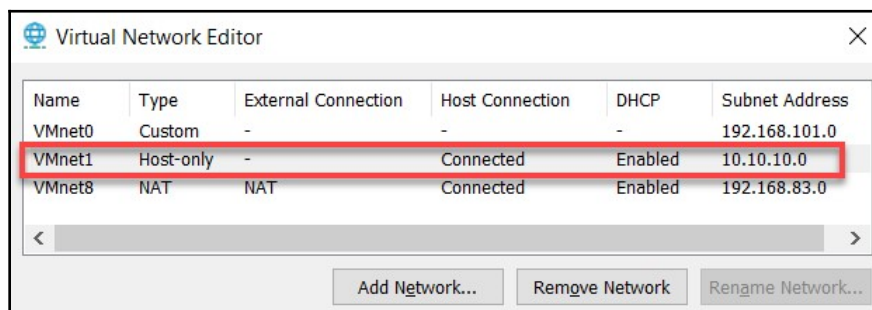 Virtual Network Editor
Name Type External Connection Host Connection DHCP Subnet Address
VMnet0 Custom - - - 192.168.101.0
VMnet1 Host-only - Connected Enabled 10.10.10.0
VMnet8 NAT NAT Connected Enabled 192.168.83.0
Add Network... Remove Network Rename Network...